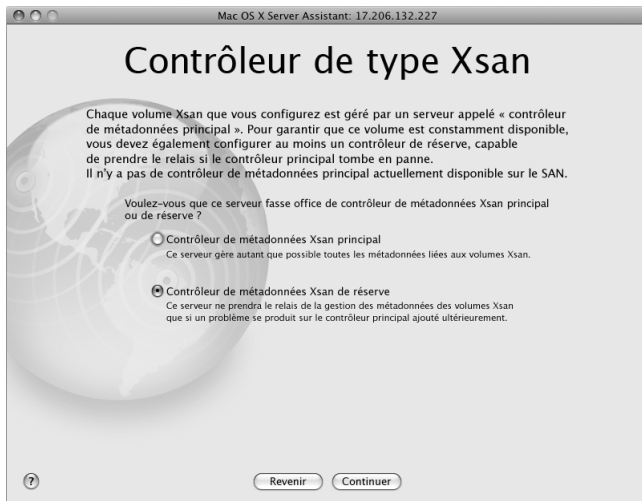 Mac OS X Server Assistant: 17.206.132.227
Contrôleur de type Xsan
Chaque volume Xsan que vous configurez est géré par un serveur appelé « contrôleur
de métadonnées principal ». Pour garantir que ce volume est constamment disponible,
vous devez également configurer au moins un contrôleur de réserve, capable
de prendre le relais si le contrôleur principal tombe en panne.
Il n'y a pas de contrôleur de métadonnées principal actuellement disponible sur le SAN.
Voulez-vous que ce serveur fasse office de contrôleur de métadonnées Xsan principal
ou de réserve ?
Contrôleur de métadonnées Xsan principal
Ce serveur gère autant que possible toutes les métadonnées liées aux volumes Xsan.
Contrôleur de métadonnées Xsan de réserve
Ce serveur ne prendra le relais de la gestion des métadonnées des volumes Xsan
que si un problème se produit sur le contrôleur principal ajouté ultérieurement.
? Revenir Continuer